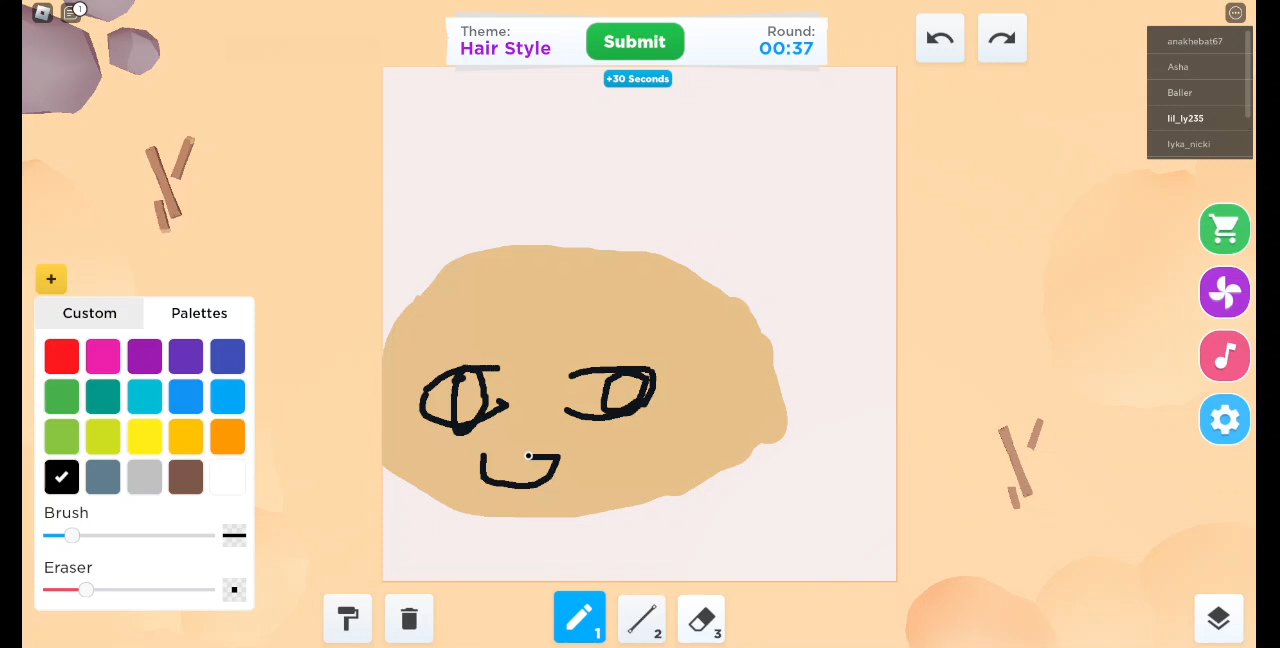 1
Theme:
Hair Style
Submit
Round:
00:37
+30 Seconds
anakhebat67
Asha
Baller
lil_ly235
lyka_nicki
+
Custom
Palettes
Brush
Eraser
1
2
3